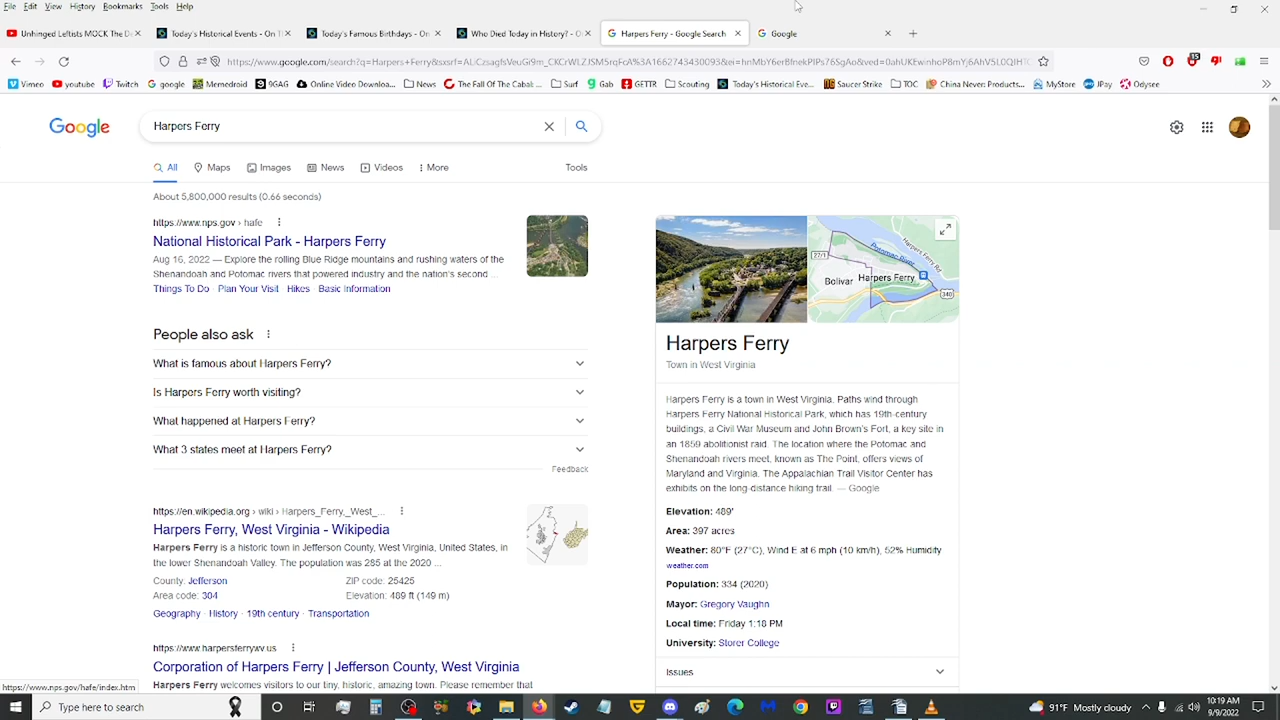 File Edit View History Bookmarks Tools Help
Unhinged Leftists MOCK The De
Today's Historical Events - On T
Today's Famous Birthdays - On
Who Died Today in History? - O
Harpers Ferry - Google Search
Google
Vimeo youtube Twitch google Memedroid 9GAG Online Video Downloa... News The Fall Of The Cabal... Surf Gab GETTR Scouting Today's Historical Eve... Saucer Strike TOC China Never: Produc... MyStore JPay Odysee
Google
Harpers Ferry
All Maps Images News Videos More Tools
About 5,800,000 results (0.66 seconds)
https://www.nps.gov › hafe
National Historical Park - Harpers Ferry
Aug 16, 2022 — Explore the rolling Blue Ridge mountains and rushing waters of the
Shenandoah and Potomac rivers that powered industry and the nation's second ...
Things To Do · Plan Your Visit · Hikes · Basic Information
People also ask
What is famous about Harpers Ferry?
Is Harpers Ferry worth visiting?
What happened at Harpers Ferry?
What 3 states meet at Harpers Ferry?
Feedback
https://en.wikipedia.org › wiki › Harpers_Ferry,_West_...
Harpers Ferry, West Virginia - Wikipedia
Harpers Ferry is a historic town in Jefferson County, West Virginia, United States, in
the lower Shenandoah Valley. The population was 285 at the 2020 ...
County: Jefferson ZIP code: 25425
Area code: 304 Elevation: 489 ft (149 m)
Geography · History · 19th century · Transportation
https://www.harpersferrywv.us
Corporation of Harpers Ferry | Jefferson County, West Virginia
Harpers Ferry welcomes visitors to our tiny, historic, amazing town. Please remember that
Potomac River
Harpers Ferry Rd
27/1
Bolivar
Harpers Ferry
340
Harpers Ferry
Town in West Virginia
Harpers Ferry is a town in West Virginia. Paths wind through
Harpers Ferry National Historical Park, which has 19th-century
buildings, a Civil War Museum and John Brown's Fort, a key site in
an 1859 abolitionist raid. The location where the Potomac and
Shenandoah rivers meet, known as The Point, offers views of
Maryland and Virginia. The Appalachian Trail Visitor Center has
exhibits on the long-distance hiking trail. — Google
Elevation: 489'
Area: 397 acres
Weather: 80°F (27°C), Wind E at 6 mph (10 km/h), 52% Humidity
weather.com
Population: 334 (2020)
Mayor: Gregory Vaughn
Local time: Friday 1:18 PM
University: Storer College
Issues
https://www.nps.gov/hafe/index.htm
Type here to search
91°F Mostly cloudy
10:19 AM
9/9/2022